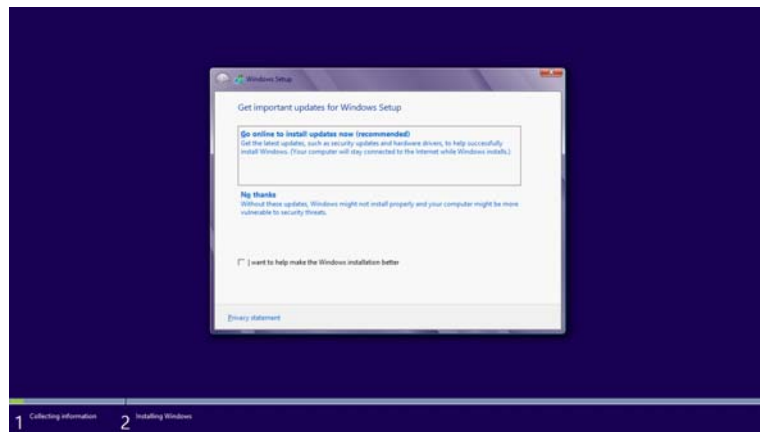 Windows Setup
Get important updates for Windows Setup
Go online to install updates now (recommended)
Get the latest updates, such as security updates and hardware drivers, to help successfully
install Windows. (Your computer will stay connected to the Internet while Windows installs.)
No thanks
Without these updates, Windows might not install properly and your computer might be more
vulnerable to security threats.
I want to help make the Windows installation better
Privacy statement
1 Collecting information 2 Installing Windows